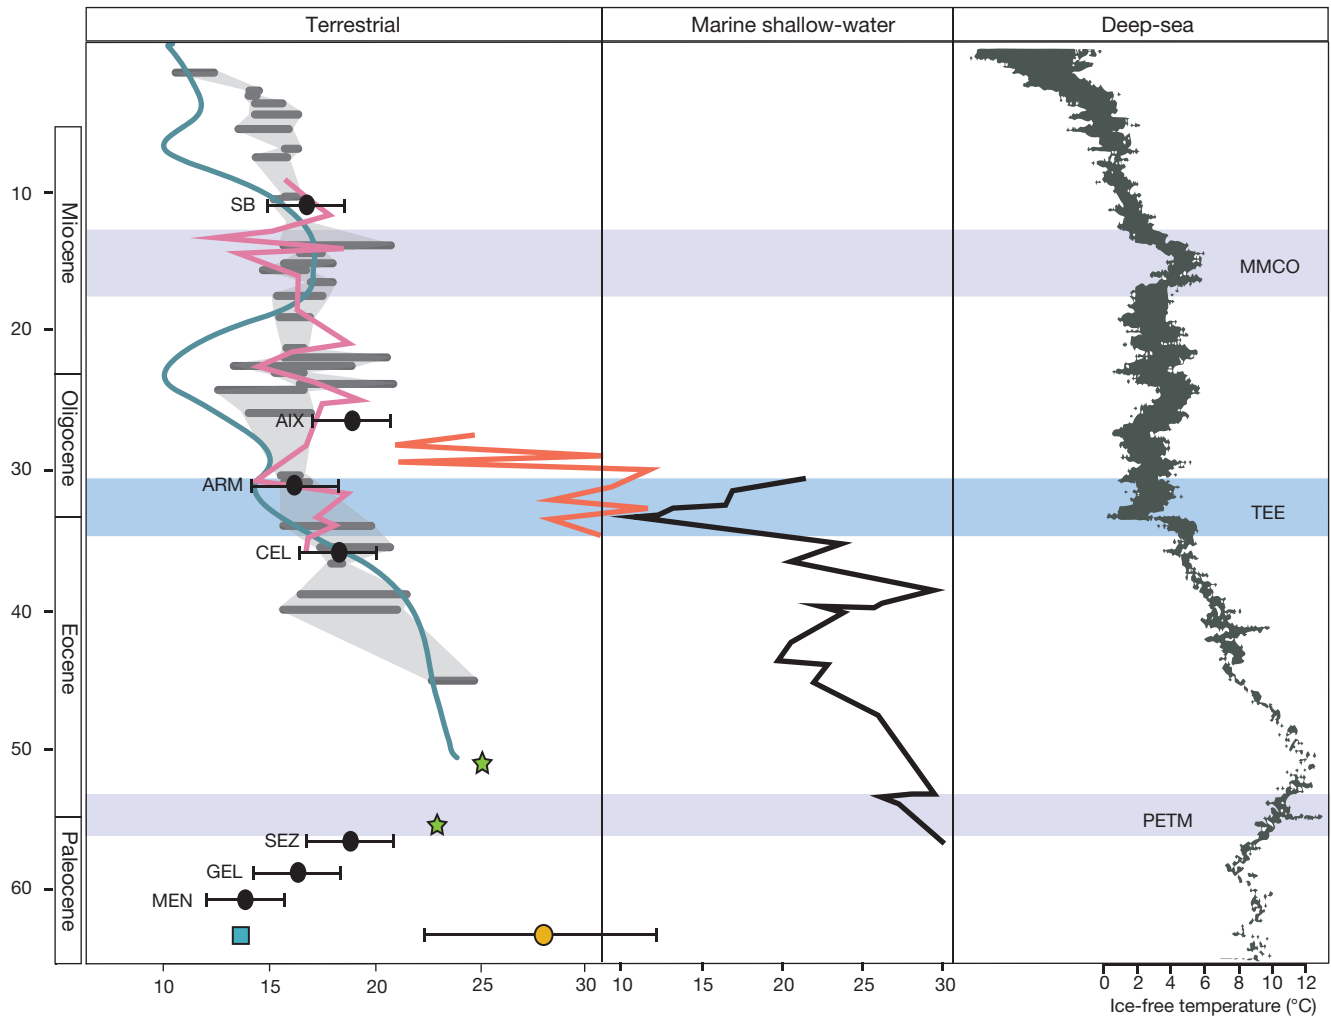 Terrestrial
Marine shallow-water
Deep-sea
Miocene
Oligocene
Eocene
Paleocene
10
20
30
40
50
60
SB
AIX
ARM
CEL
SEZ
GEL
MEN
MMCO
TEE
PETM
10 15 20 25 30
10 15 20 25 30
0 2 4 6 8 10 12
Ice-free temperature (°C)